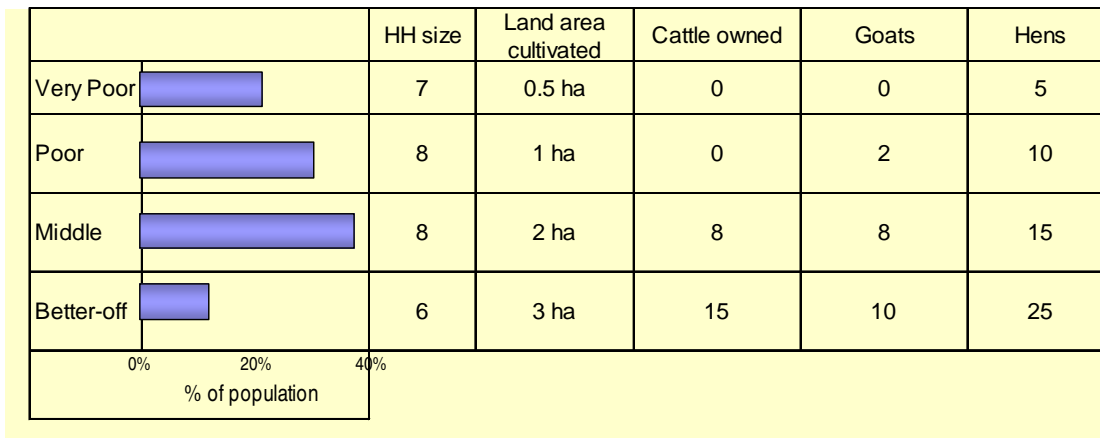 HH size Land area cultivated Cattle owned Goats Hens
Very Poor 7 0.5 ha 0 0 5
Poor 8 1 ha 0 2 10
Middle 8 2 ha 8 8 15
Better-off 6 3 ha 15 10 25
0% 20% 40%
% of population